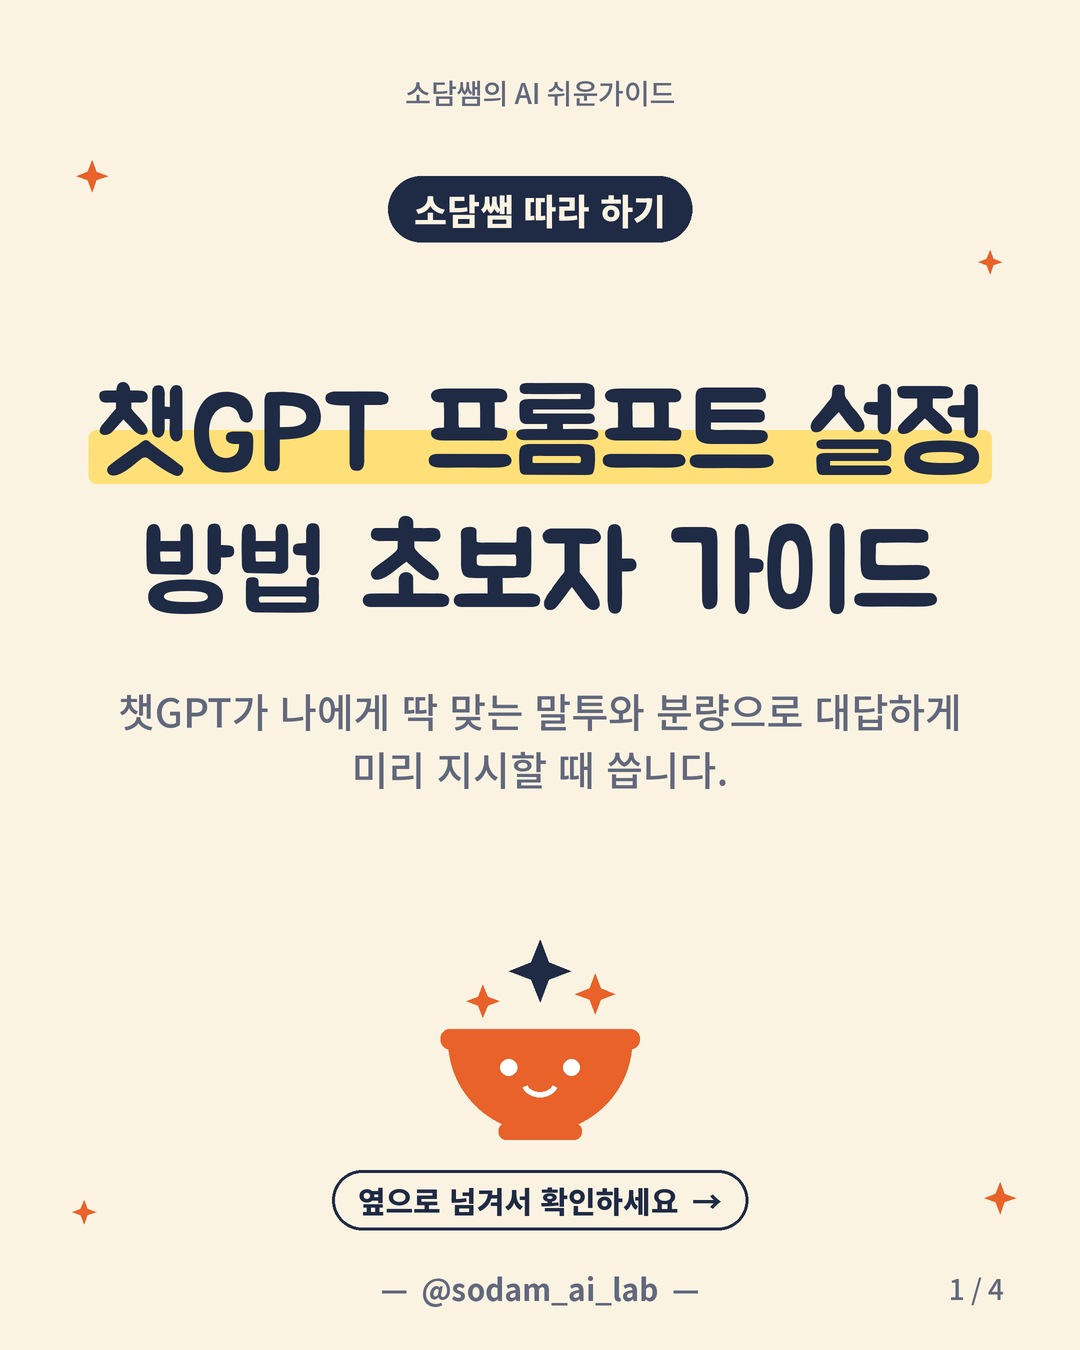 소담쌤의 AI 쉬운가이드
소담쌤 따라 하기
챗GPT 프롬프트 설정
방법 초보자 가이드
챗GPT가 나에게 딱 맞는 말투와 분량으로 대답하게
미리 지시할 때 씁니다.
옆으로 넘겨서 확인하세요 →
— @sodam_ai_lab —
1 / 4